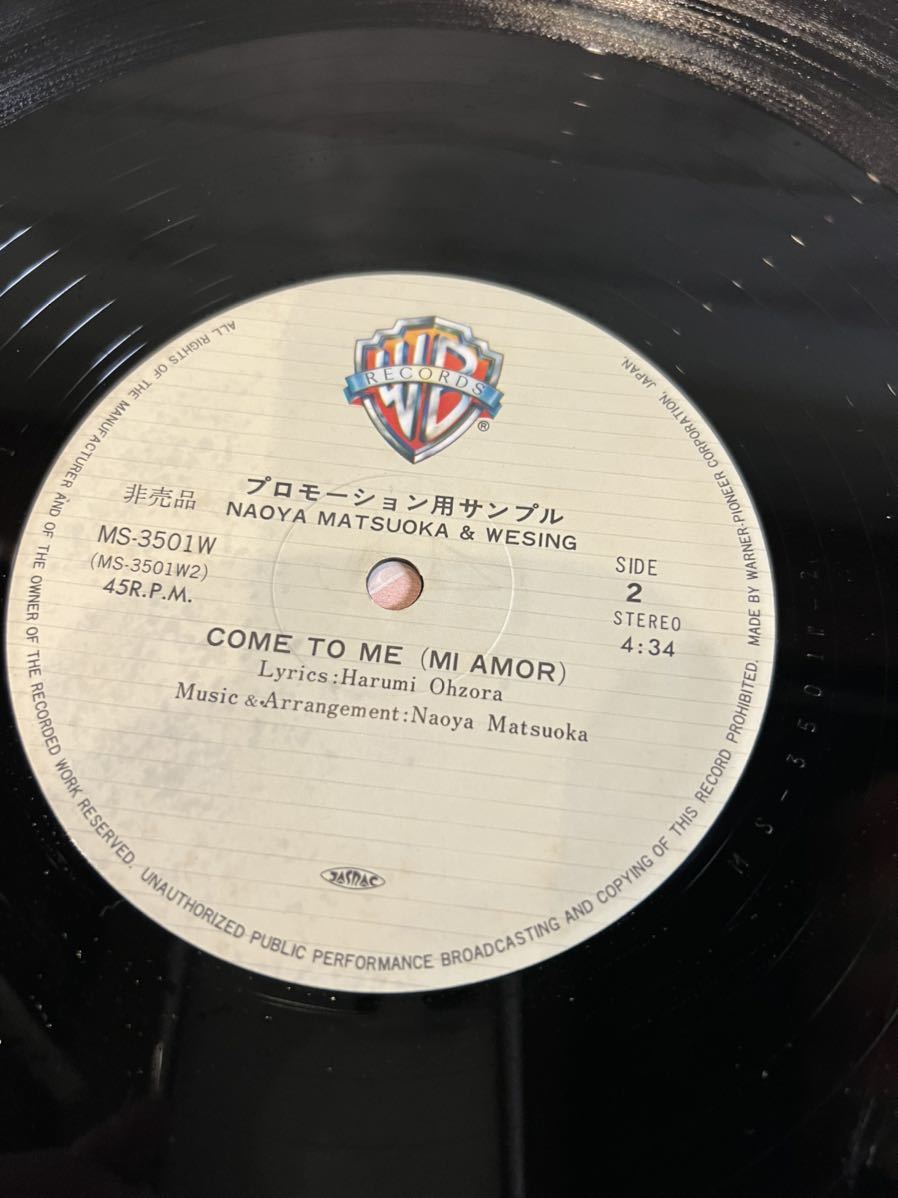 WB
RECORDS
®
非売品
プロモーション用サンプル
NAOYA MATSUOKA & WESING
MS-3501W
(MS-3501W2)
45R.P.M.
SIDE
2
STEREO
4:34
COME TO ME (MI AMOR)
Lyrics:Harumi Ohzora
Music & Arrangement:Naoya Matsuoka
JASRAC
ALL RIGHTS OF THE MANUFACTURER AND OF THE OWNER OF THE RECORDED WORK RESERVED. UNAUTHORIZED PUBLIC PERFORMANCE BROADCASTING AND COPYING OF THIS RECORD PROHIBITED. MADE BY WARNER-PIONEER CORPORATION, JAPAN.